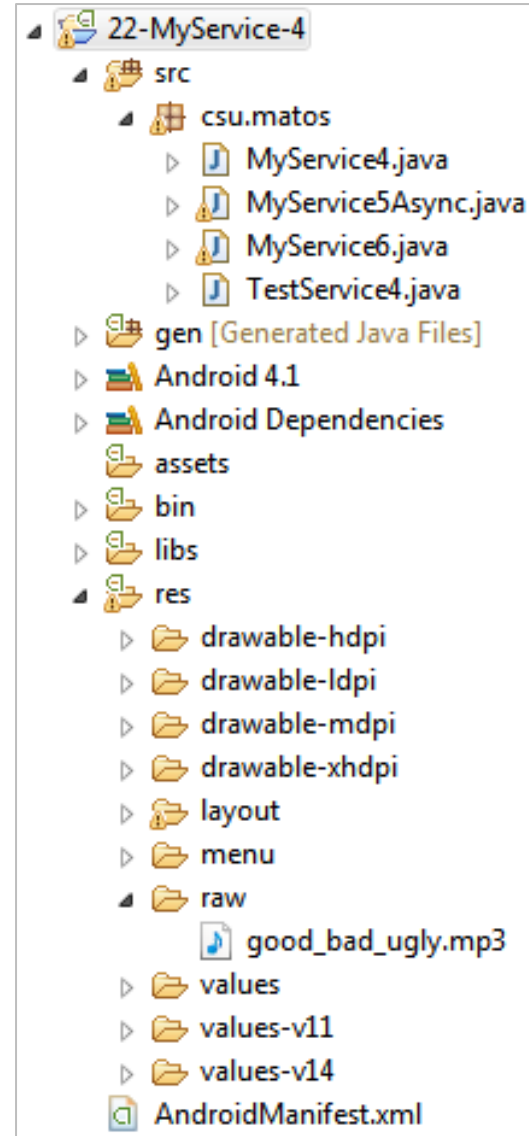 22-MyService-4
src
csu.matos
MyService4.java
MyService5Async.java
MyService6.java
TestService4.java
gen [Generated Java Files]
Android 4.1
Android Dependencies
assets
bin
libs
res
drawable-hdpi
drawable-ldpi
drawable-mdpi
drawable-xhdpi
layout
menu
raw
good_bad_ugly.mp3
values
values-v11
values-v14
AndroidManifest.xml